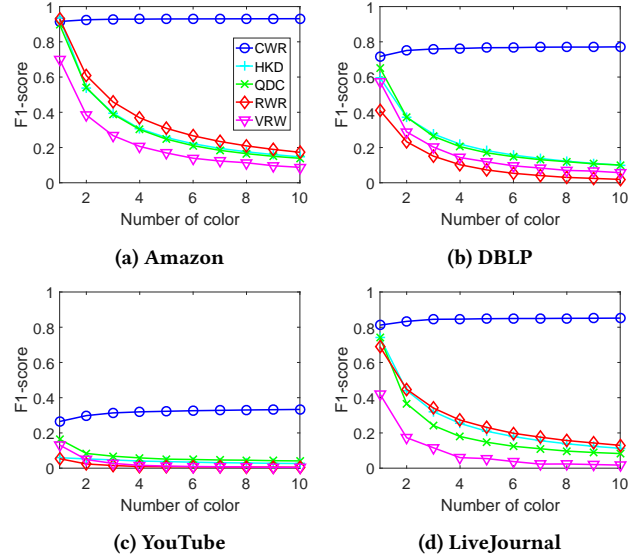 1
0.8
0.6
0.4
0.2
0
F1-score
2 4 6 8 10
Number of color
CWR
HKD
QDC
RWR
VRW
(a) Amazon
1
0.8
0.6
0.4
0.2
0
F1-score
2 4 6 8 10
Number of color
(b) DBLP
1
0.8
0.6
0.4
0.2
0
F1-score
2 4 6 8 10
Number of color
(c) YouTube
1
0.8
0.6
0.4
0.2
0
F1-score
2 4 6 8 10
Number of color
(d) LiveJournal